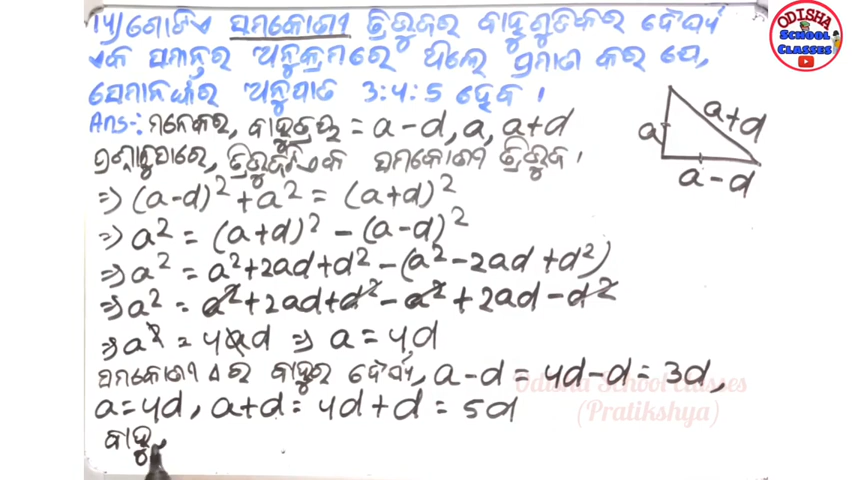 14) ଗୋଟିଏ ସମକୋଣୀ ତ୍ରିଭୁଜର ବାହୁଗୁଡିକର ଦୈର୍ଘ୍ୟ
ଏକ ସମାନ୍ତର ଅନୁକ୍ରମରେ ଥିଲେ ପ୍ରମାଣ କର ଯେ,
ସେମାନଙ୍କର ଅନୁପାତ 3:4:5 ହେବ ।
Ans:- ମନେକର, ବାହୁତ୍ରୟ = a-d, a, a+d
ପ୍ରଶ୍ନାନୁସାରେ, ତ୍ରିଭୁଜଟି ଏକ ସମକୋଣୀ ତ୍ରିଭୁଜ ।
⇒ (a-d)² + a² = (a+d)²
⇒ a² = (a+d)² - (a-d)²
⇒ a² = a²+2ad+d² - (a² - 2ad + d²)
⇒ a² = a²+2ad+d² - a² + 2ad - d²
⇒ a² = 4ad ⇒ a = 4d
ସମକୋଣୀ Δ ର ବାହୁର ଦୈର୍ଘ୍ୟ, a-d = 4d-d = 3d,
a=4d, a+d = 4d+d = 5d
ବାହୁ
a
a+d
a-d
ODISHA
SCHOOL
CLASSES
Odisha School Classes
(Pratikshya)